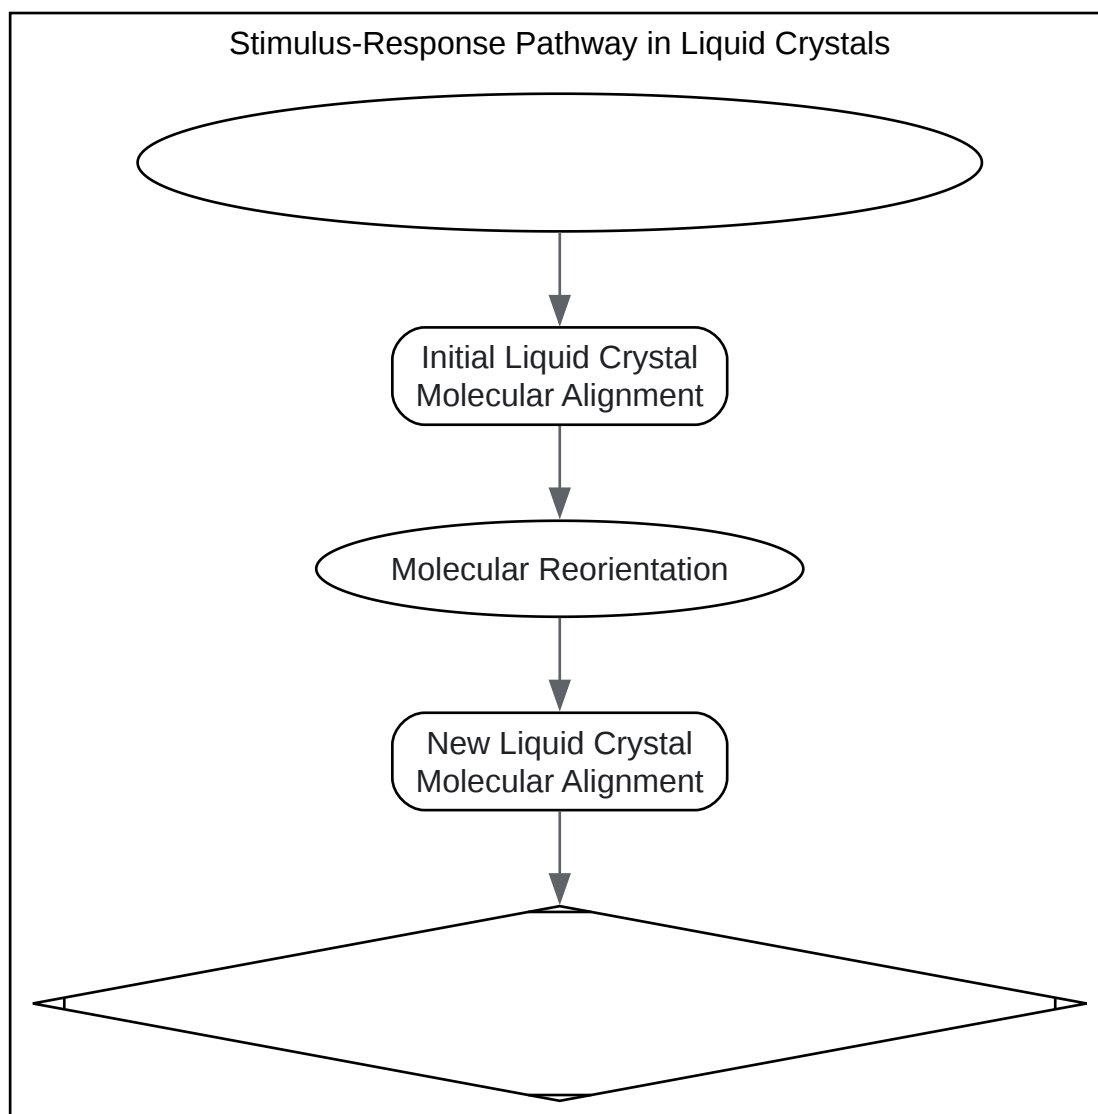 Stimulus-Response Pathway in Liquid Crystals
Initial Liquid Crystal
Molecular Alignment
Molecular Reorientation
New Liquid Crystal
Molecular Alignment